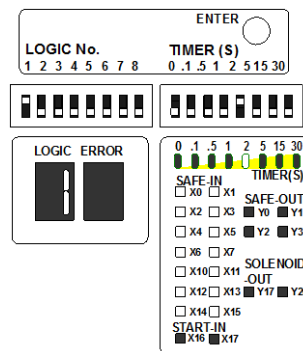 ENTER
LOGIC No. TIMER (S)
1 2 3 4 5 6 7 8 0 .1 .5 1 2 5 15 30
LOGIC ERROR
0 .1 .5 1 2 5 15 30
TIMER(S)
SAFE-IN
X0 X1
SAFE-OUT
X2 X3 Y0 Y1
X4 X5 Y2 Y3
X6 X7
SOLENOID
-OUT
X10 X11
X12 X13 Y17 Y2
X14 X15
START-IN
X16 X17